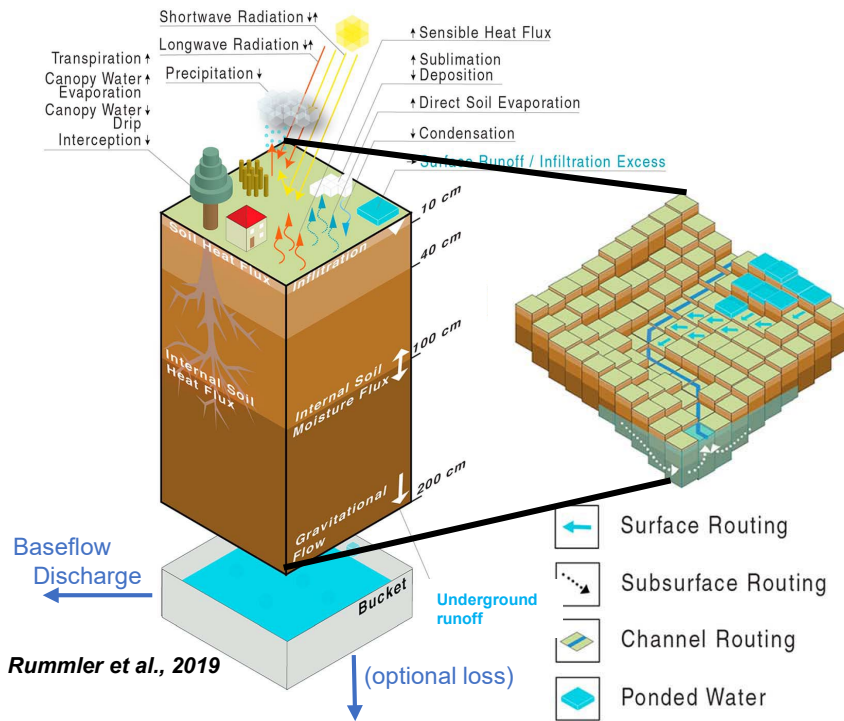 Shortwave Radiation ↓↑
Longwave Radiation ↓↑
Precipitation ↓
Transpiration ↑
Canopy Water ↑
Evaporation
Canopy Water ↓
Drip
Interception ↓
↑ Sensible Heat Flux
↑ Sublimation
↓ Deposition
↑ Direct Soil Evaporation
↓ Condensation
→ Surface Runoff / Infiltration Excess
10 cm
40 cm
100 cm
200 cm
Soil Heat Flux
Infiltration
Internal Soil
Heat Flux
Internal Soil
Moisture Flux
Gravitational
Flow
Baseflow
Discharge
Bucket
Underground
runoff
Rummler et al., 2019
(optional loss)
Surface Routing
Subsurface Routing
Channel Routing
Ponded Water